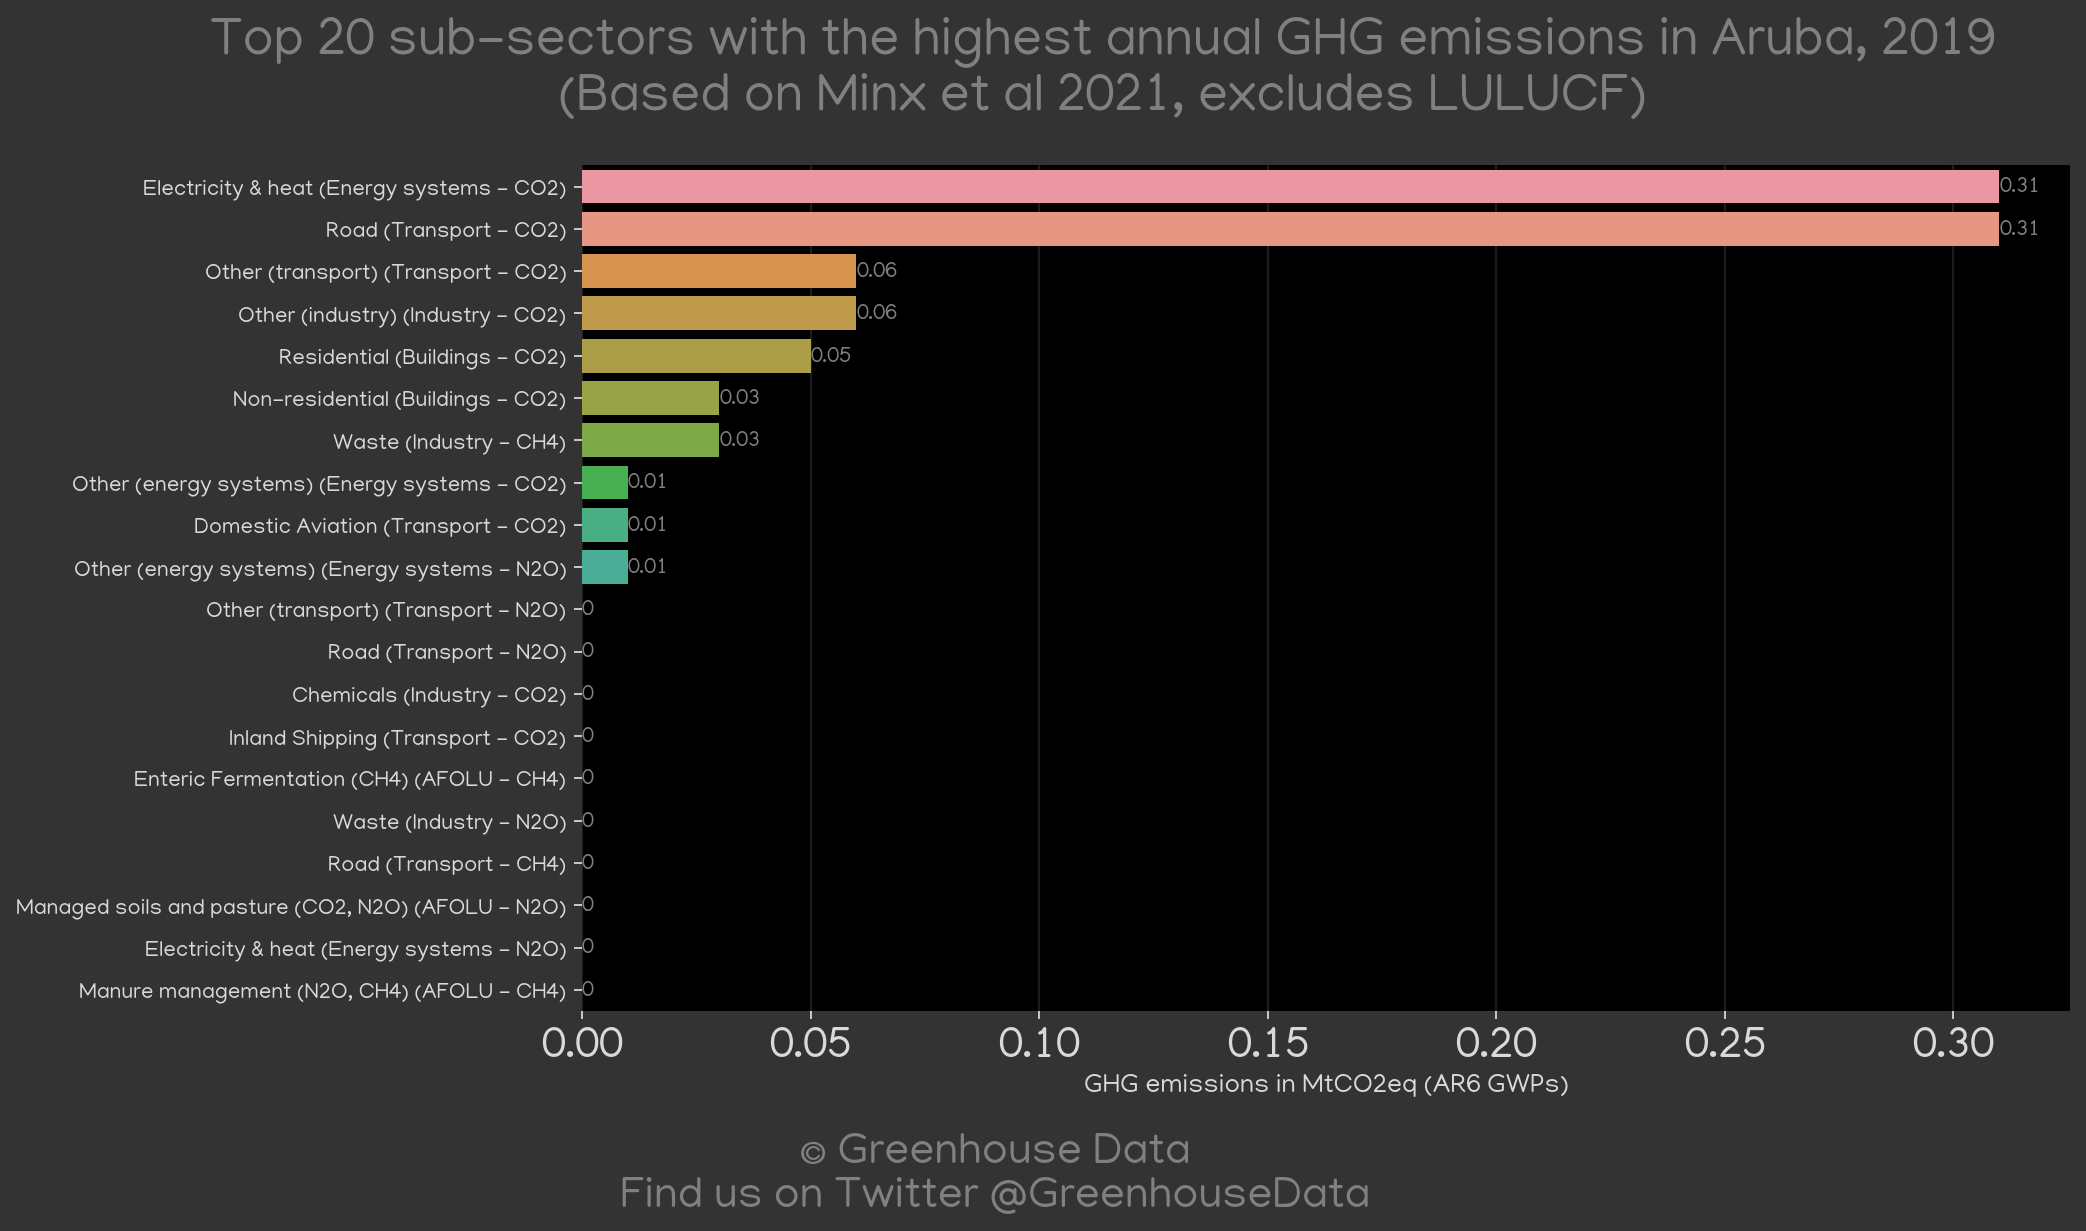 Top 20 sub-sectors with the highest annual GHG emissions in Aruba, 2019
(Based on Minx et al 2021, excludes LULUCF)
Electricity & heat (Energy systems - CO2) 0.31
Road (Transport - CO2) 0.31
Other (transport) (Transport - CO2) 0.06
Other (industry) (Industry - CO2) 0.06
Residential (Buildings - CO2) 0.05
Non-residential (Buildings - CO2) 0.03
Waste (Industry - CH4) 0.03
Other (energy systems) (Energy systems - CO2) 0.01
Domestic Aviation (Transport - CO2) 0.01
Other (energy systems) (Energy systems - N2O) 0.01
Other (transport) (Transport - N2O) 0
Road (Transport - N2O) 0
Chemicals (Industry - CO2) 0
Inland Shipping (Transport - CO2) 0
Enteric Fermentation (CH4) (AFOLU - CH4) 0
Waste (Industry - N2O) 0
Road (Transport - CH4) 0
Managed soils and pasture (CO2, N2O) (AFOLU - N2O) 0
Electricity & heat (Energy systems - N2O) 0
Manure management (N2O, CH4) (AFOLU - CH4) 0
0.00 0.05 0.10 0.15 0.20 0.25 0.30
GHG emissions in MtCO2eq (AR6 GWPs)
© Greenhouse Data
Find us on Twitter @GreenhouseData